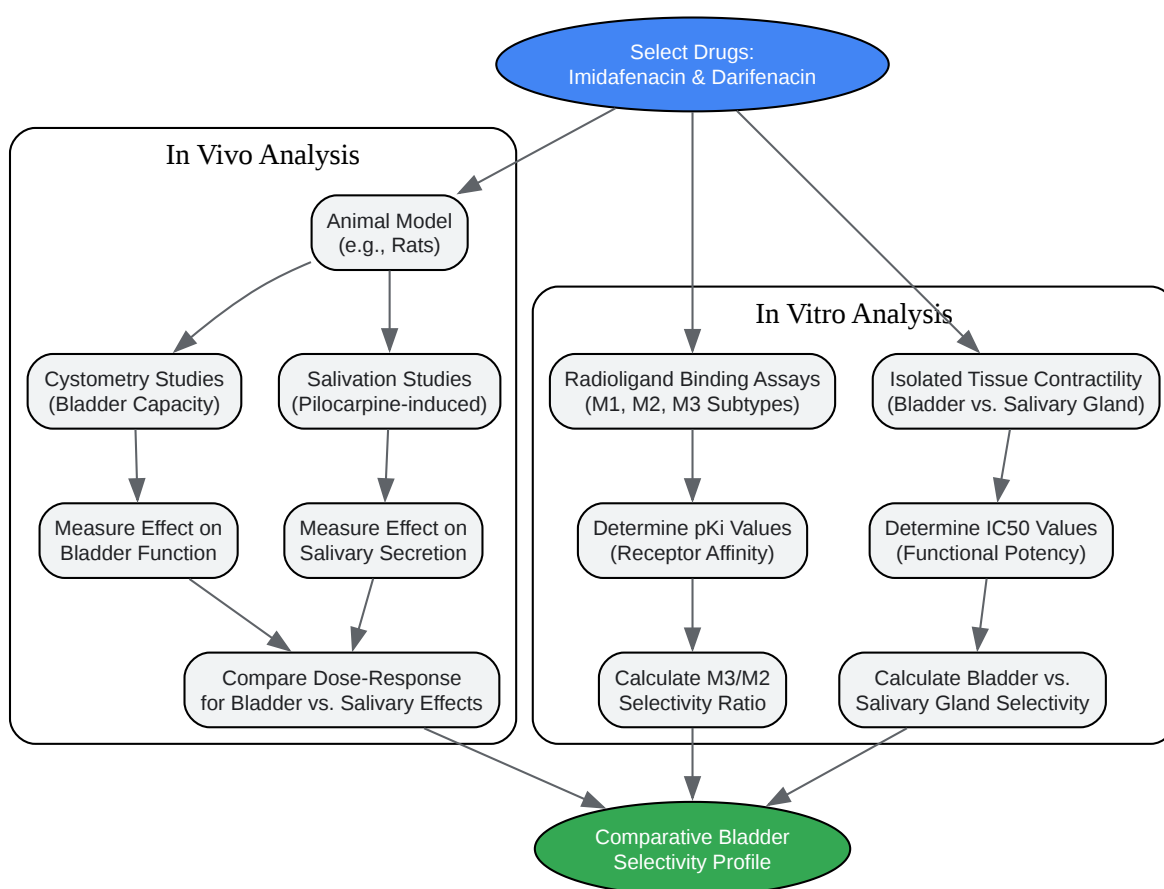 Select Drugs:
Imidafenacin & Darifenacin
In Vivo Analysis
Animal Model
(e.g., Rats)
Cystometry Studies
(Bladder Capacity)
Salivation Studies
(Pilocarpine-induced)
Measure Effect on
Bladder Function
Measure Effect on
Salivary Secretion
Compare Dose-Response
for Bladder vs. Salivary Effects
In Vitro Analysis
Radioligand Binding Assays
(M1, M2, M3 Subtypes)
Isolated Tissue Contractility
(Bladder vs. Salivary Gland)
Determine pKi Values
(Receptor Affinity)
Determine IC50 Values
(Functional Potency)
Calculate M3/M2
Selectivity Ratio
Calculate Bladder vs.
Salivary Gland Selectivity
Comparative Bladder
Selectivity Profile